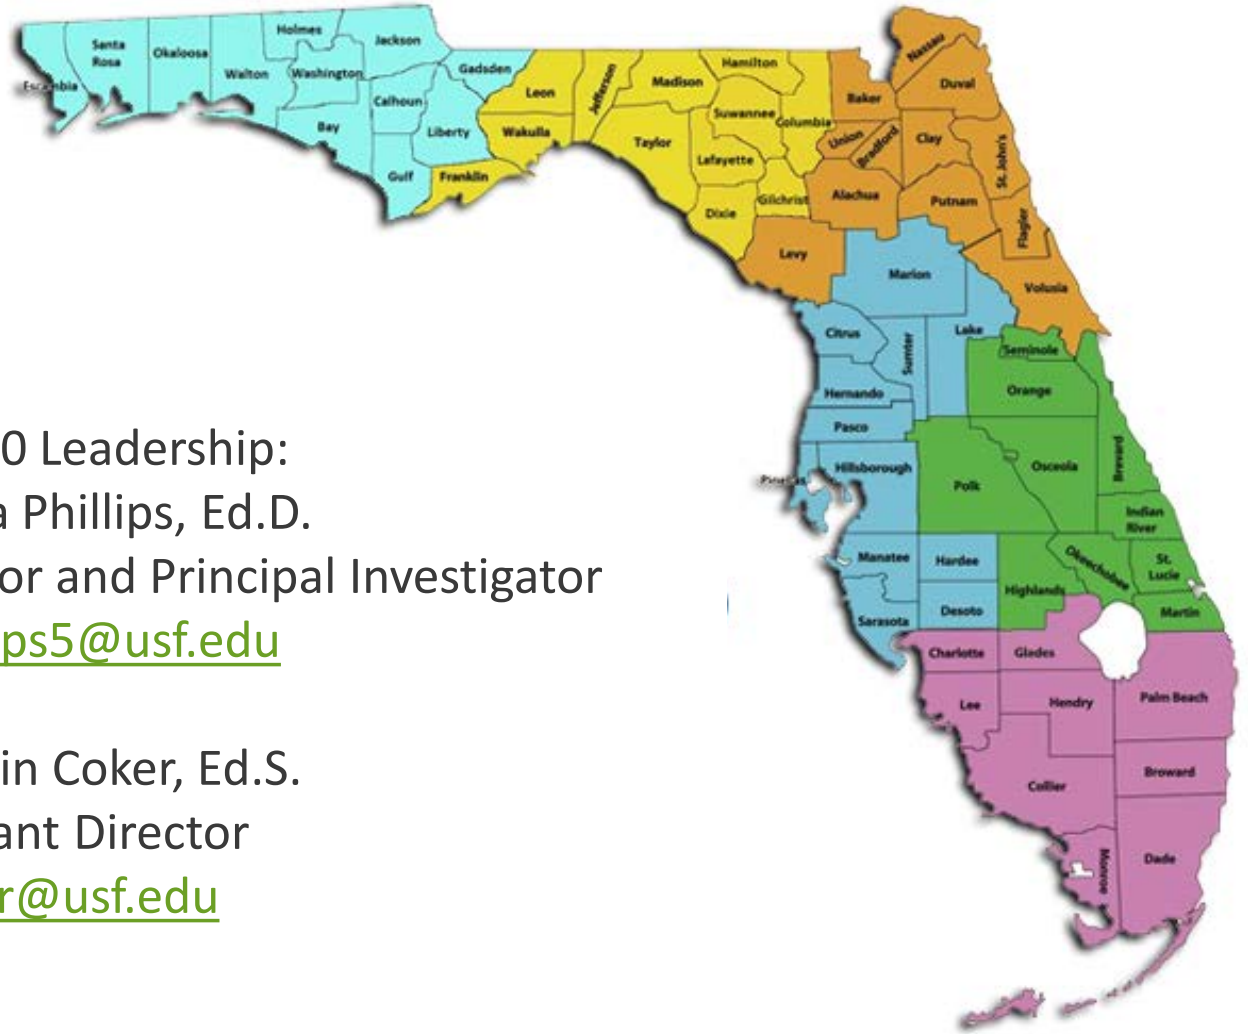 Holmes
Jackson
Santa
Rosa
Okaloosa
Walton
Washington
Gadsden
Escambia
Calhoun
Bay
Liberty
Gulf
Franklin
Leon
Wakulla
Jefferson
Madison
Hamilton
Suwannee
Columbia
Taylor
Lafayette
Gilchrist
Dixie
Nassau
Duval
Baker
Union
Bradford
Clay
St. John's
Alachua
Putnam
Flagler
Levy
Volusia
Marion
Citrus
Sumter
Lake
Hernando
Pasco
Pinellas
Hillsborough
Manatee
Hardee
Sarasota
Desoto
Seminole
Orange
Osceola
Brevard
Polk
Indian
River
Okeechobee
St.
Lucie
Highlands
Martin
Charlotte
Glades
Lee
Hendry
Palm Beach
Collier
Broward
Monroe
Dade
0 Leadership:
a Phillips, Ed.D.
or and Principal Investigator
ps5@usf.edu
in Coker, Ed.S.
ant Director
r@usf.edu